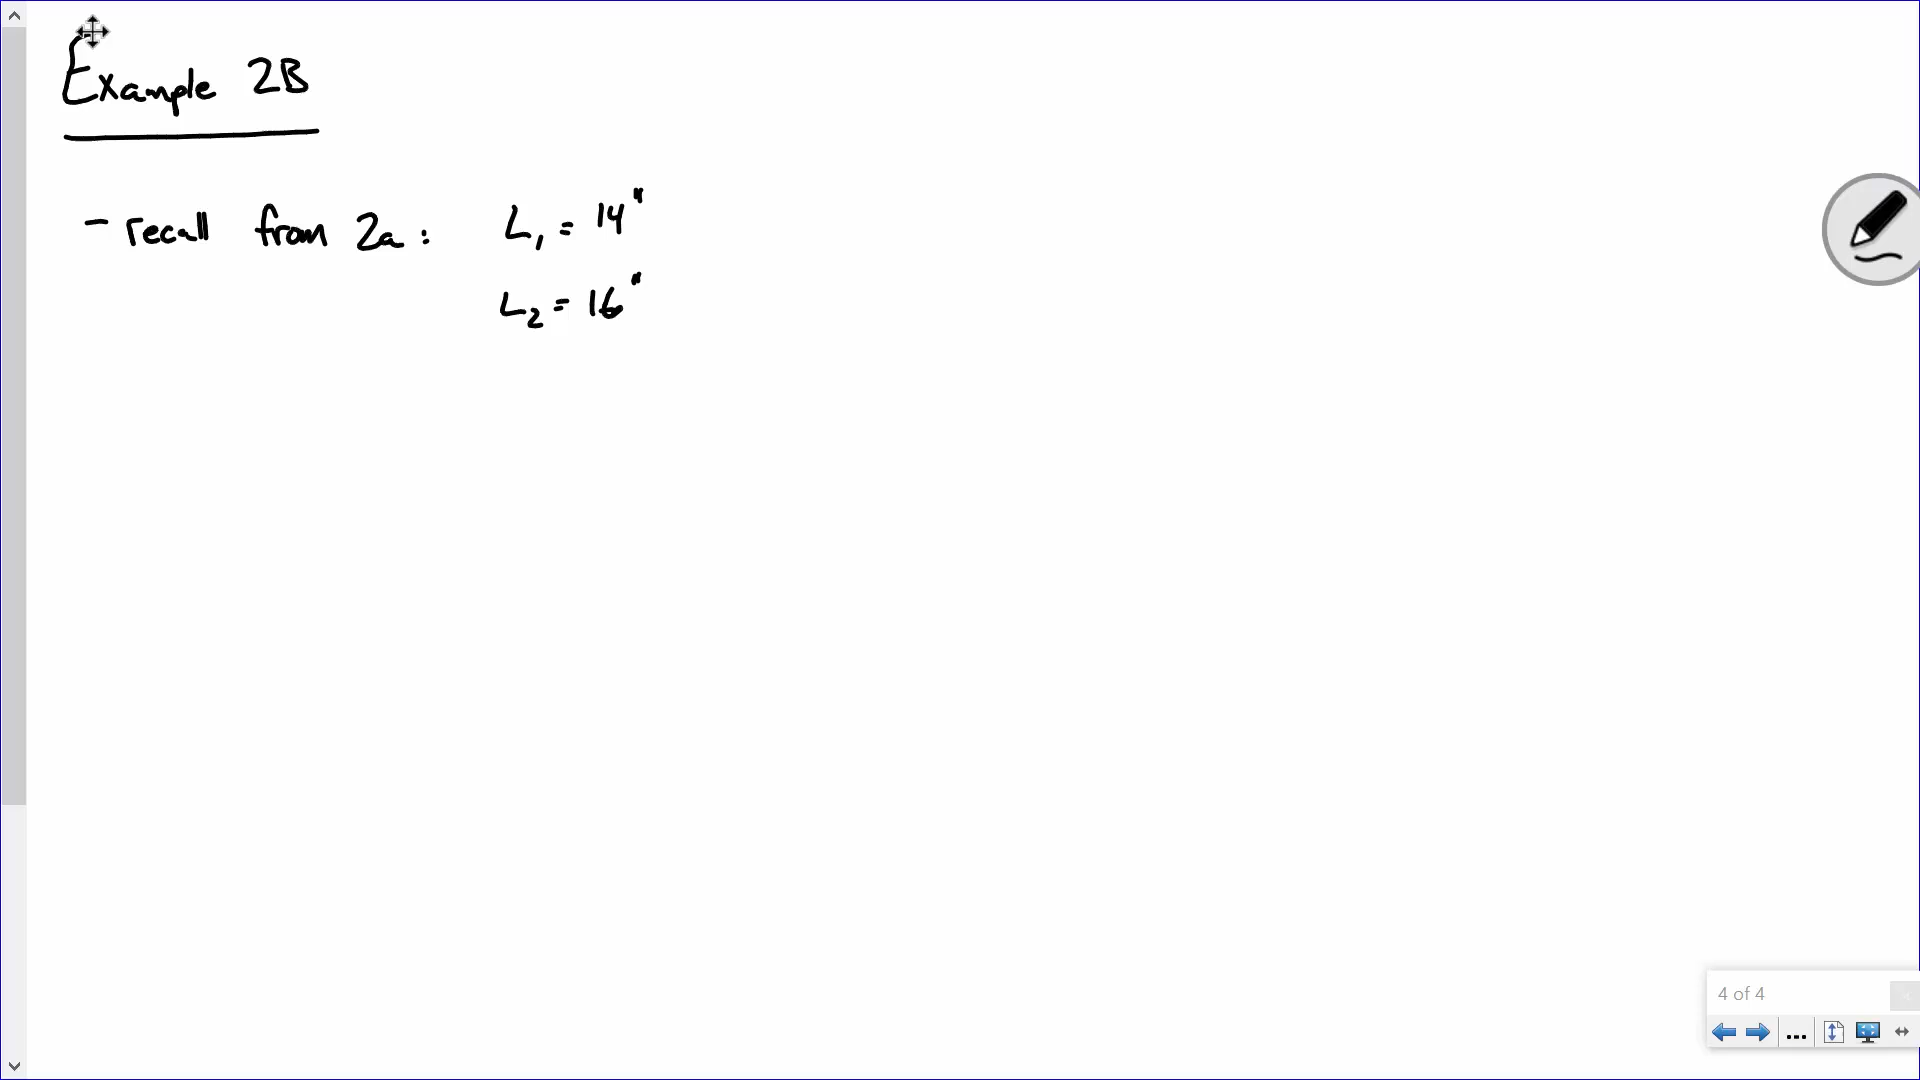 Example 2B
- recall from 2a : L₁ = 14"
L₂ = 16"
4 of 4
...